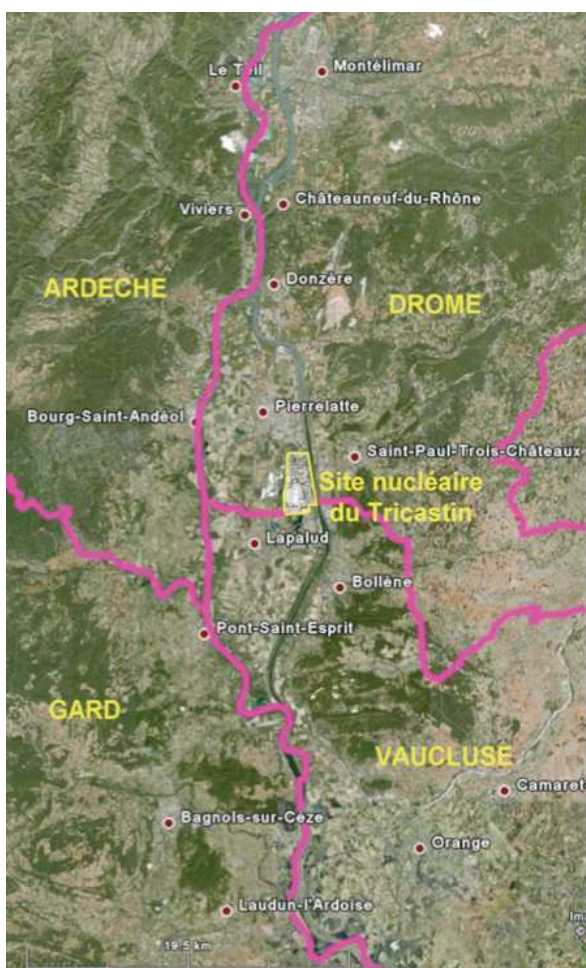 Le Teil
Montélimar
Viviers
Châteauneuf-du-Rhône
ARDECHE
Donzère
DROME
Bourg-Saint-Andéol
Pierrelatte
Saint-Paul-Trois-Châteaux
Site nucléaire
du Tricastin
Lapalud
Bollène
Pont-Saint-Esprit
GARD
VAUCLUSE
Camaret
Bagnols-sur-Cèze
Orange
Laudun-l'Ardoise
Ima
©
19.5 km